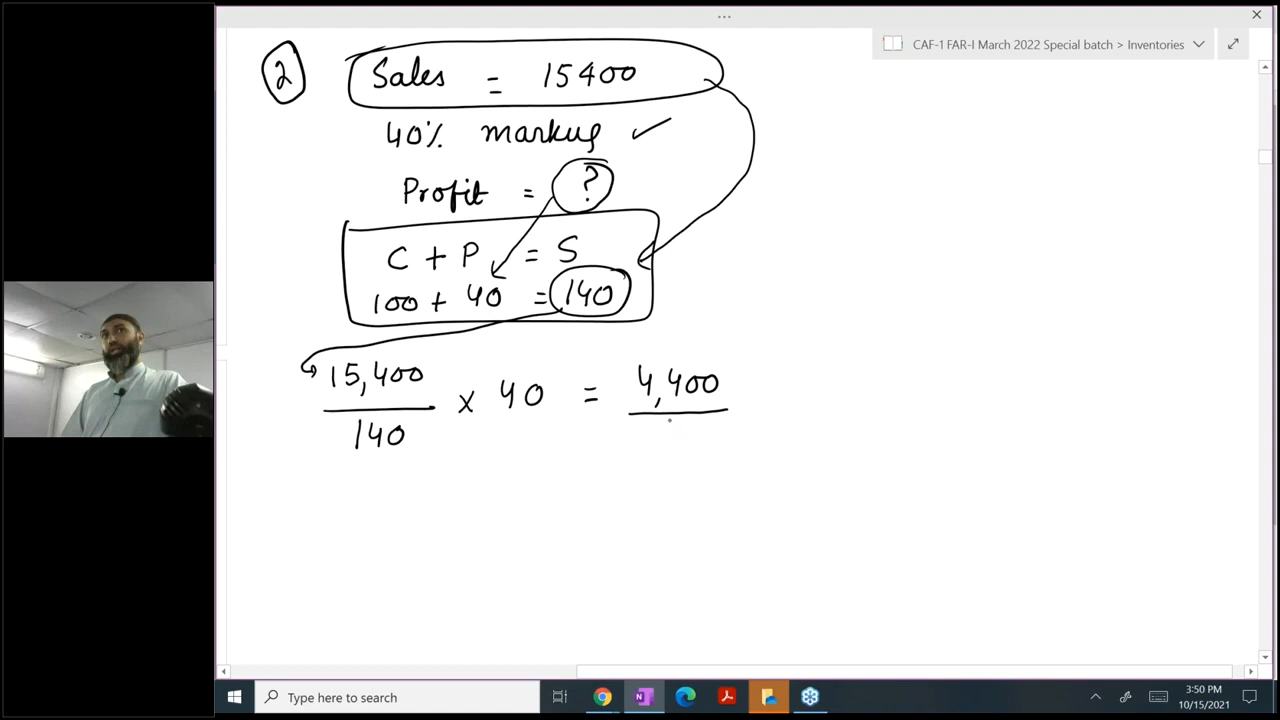 CAF-1 FAR-I March 2022 Special batch > Inventories
2 Sales = 15400
40% markup ✓
Profit = ?
C + P = S
100 + 40 = 140
15,400 / 140 × 40 = 4,400
Type here to search
3:50 PM
10/15/2021